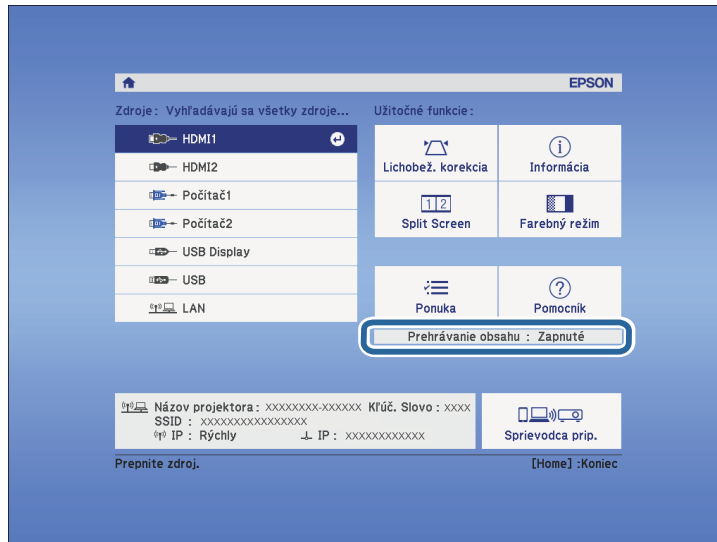 EPSON
Zdroje : Vyhľadávajú sa všetky zdroje...
HDMI1
HDMI2
Počítač1
Počítač2
USB Display
USB
LAN
Užitočné funkcie :
Lichobež. korekcia
Informácia
1 2
Split Screen
Farebný režim
Ponuka
Pomocník
Prehrávanie obsahu : Zapnuté
Názov projektora : XXXXXXXX-XXXXXX Kľúč. Slovo : XXXX
SSID : XXXXXXXXXXXXXXXX
IP : Rýchly IP : XXXXXXXXXXXX
Sprievodca prip.
Prepnite zdroj. [Home] :Koniec